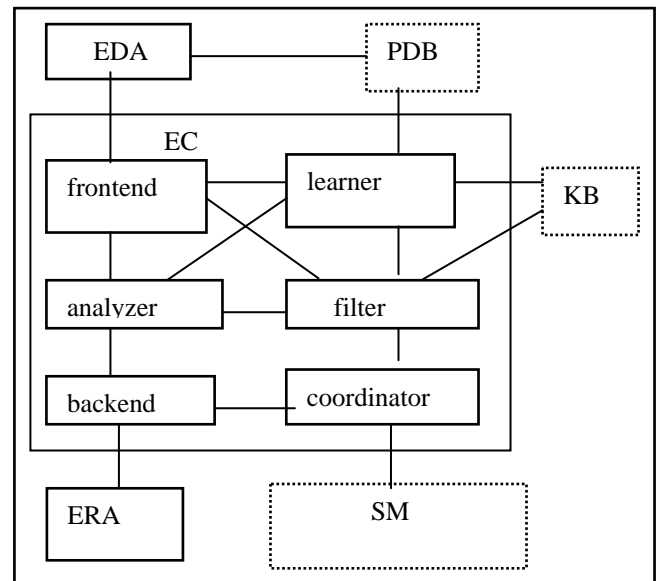 EDA
PDB
EC
frontend
learner
KB
analyzer
filter
backend
coordinator
ERA
SM